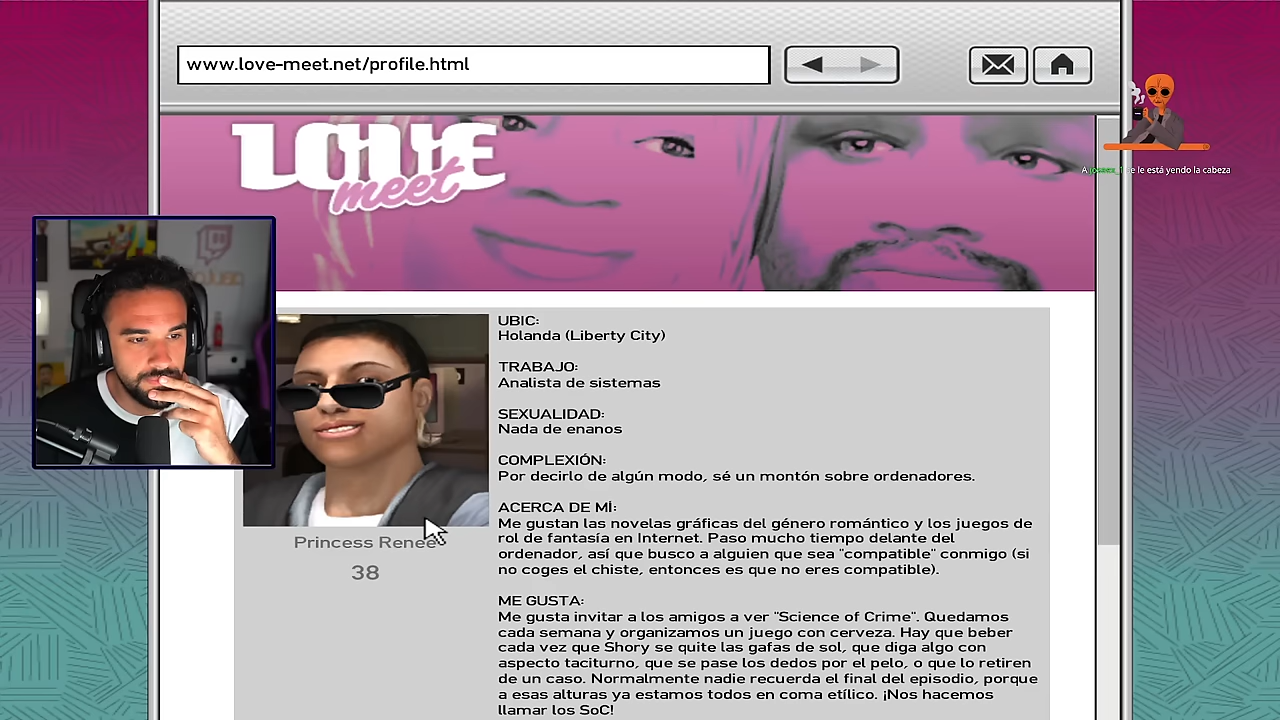 www.love-meet.net/profile.html
LOVE
meet
se le está yendo la cabeza
UBIC:
Holanda (Liberty City)
TRABAJO:
Analista de sistemas
SEXUALIDAD:
Nada de enanos
COMPLEXIÓN:
Por decirlo de algún modo, sé un montón sobre ordenadores.
ACERCA DE MÍ:
Me gustan las novelas gráficas del género romántico y los juegos de
rol de fantasía en Internet. Paso mucho tiempo delante del
ordenador, así que busco a alguien que sea "compatible" conmigo (si
no coges el chiste, entonces es que no eres compatible).
ME GUSTA:
Me gusta invitar a los amigos a ver "Science of Crime". Quedamos
cada semana y organizamos un juego con cerveza. Hay que beber
cada vez que Shory se quite las gafas de sol, que diga algo con
aspecto taciturno, que se pase los dedos por el pelo, o que lo retiren
de un caso. Normalmente nadie recuerda el final del episodio, porque
a esas alturas ya estamos todos en coma etílico. ¡Nos hacemos
llamar los SoC!
Princess Renee
38